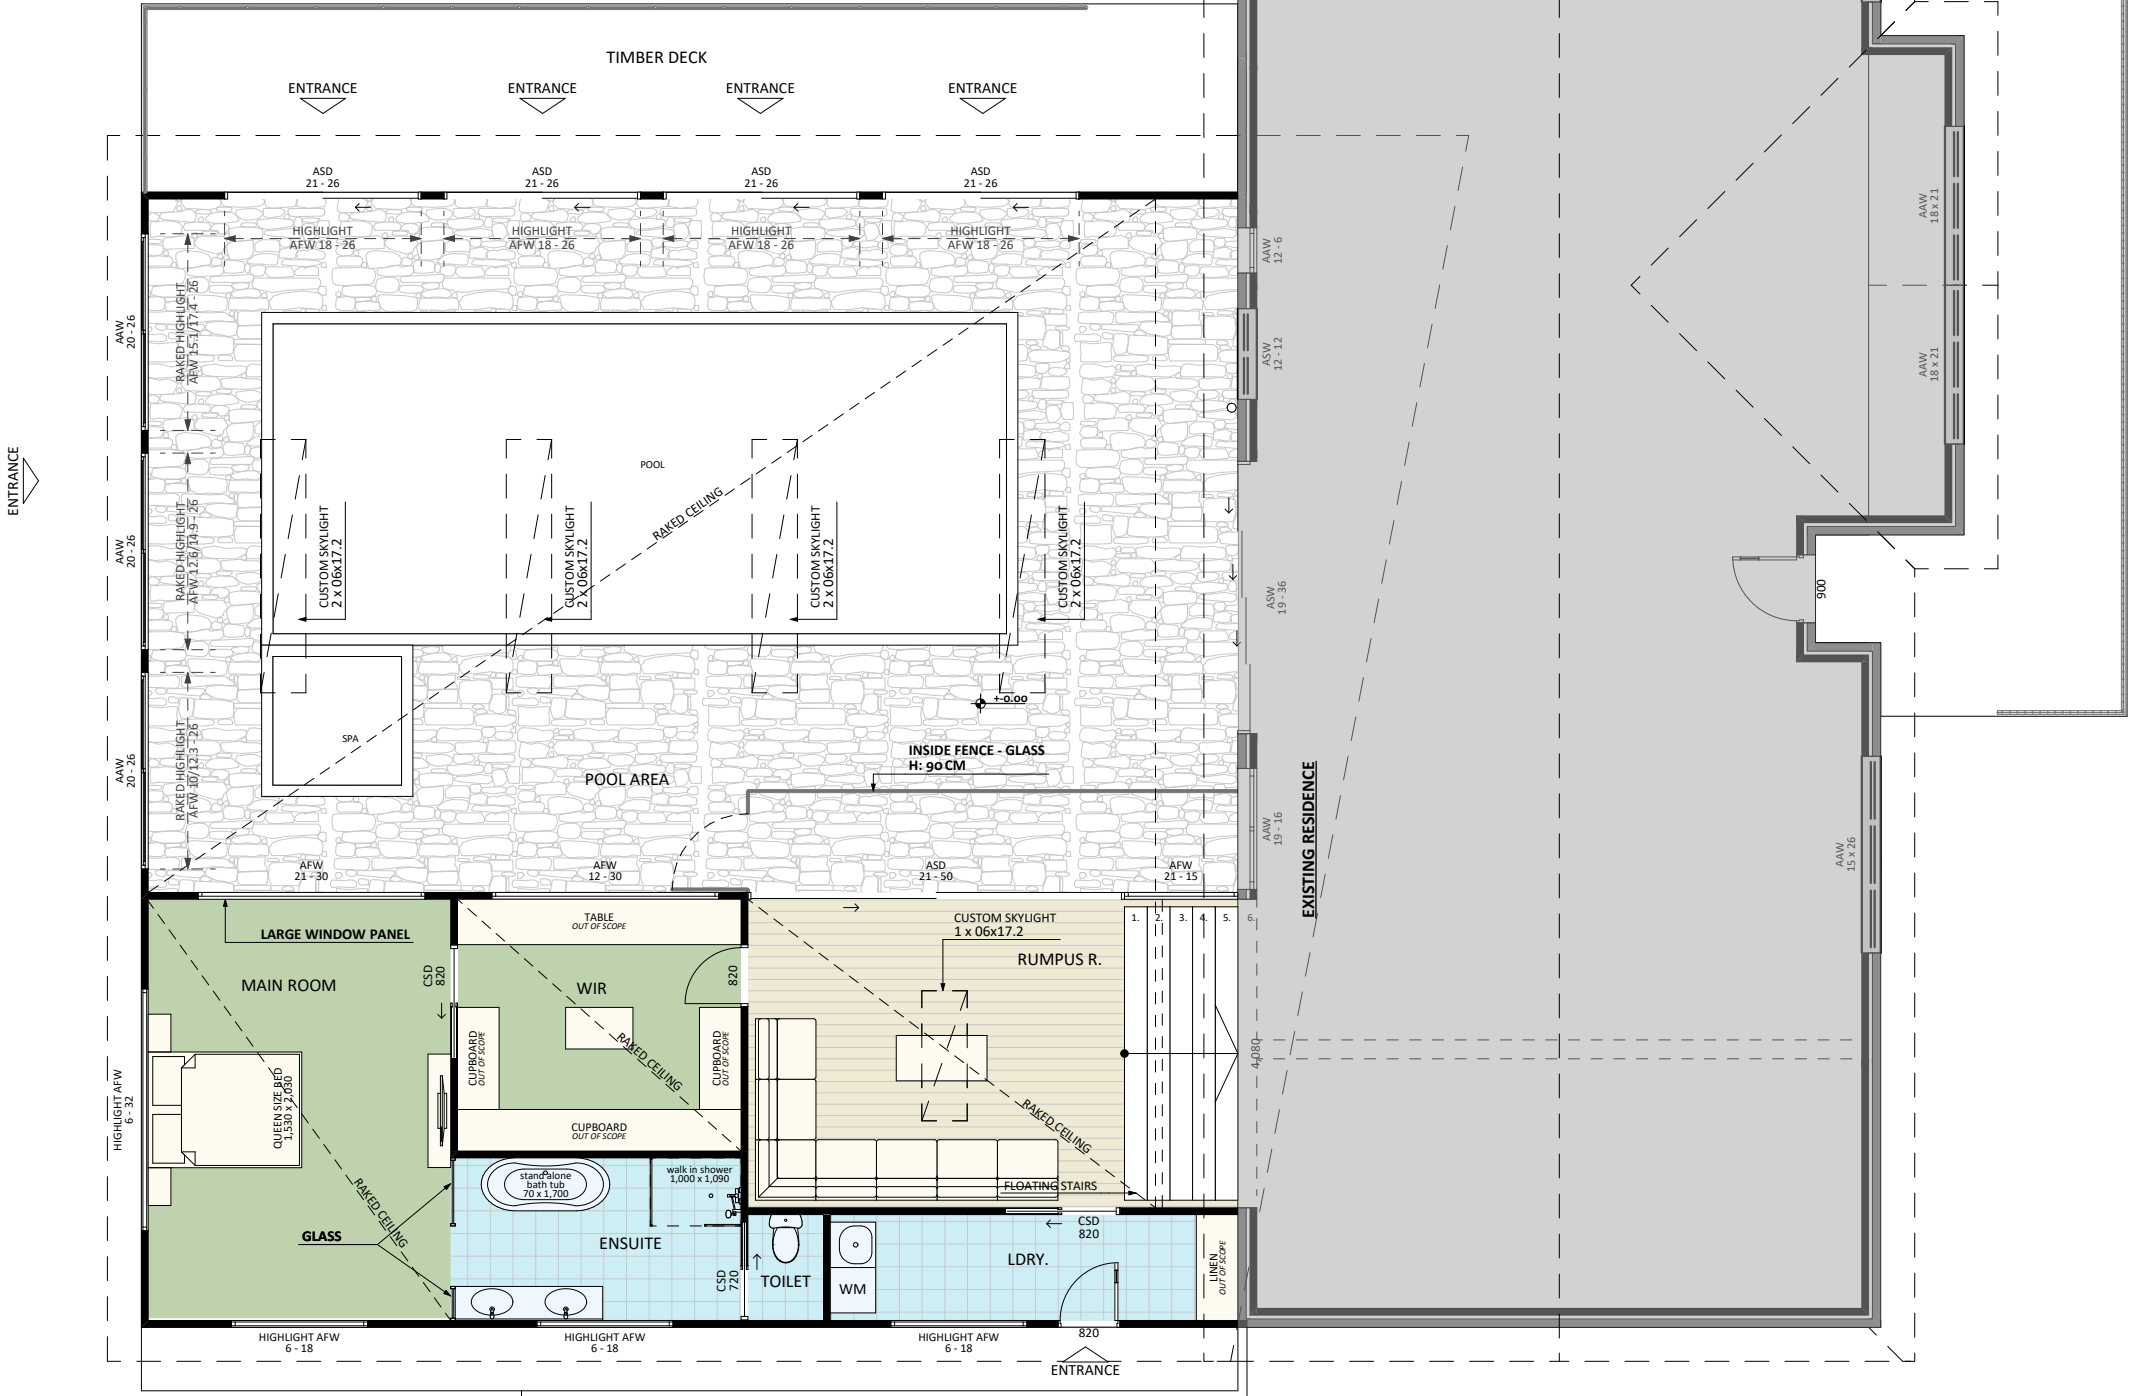 TIMBER DECK
ENTRANCE
ENTRANCE
ENTRANCE
ENTRANCE
ASD
21 - 26
ASD
21 - 26
ASD
21 - 26
ASD
21 - 26
HIGHLIGHT
AFW 18 - 26
HIGHLIGHT
AFW 18 - 26
HIGHLIGHT
AFW 18 - 26
HIGHLIGHT
AFW 18 - 26
AAW
12 - 6
AAW
18 x 21
AAW
20 - 26
RAKED HIGHLIGHT
AFW 15.1/17.4 - 26
ASW
12 - 12
AAW
18 x 21
ENTRANCE
POOL
RAKED CEILING
AAW
20 - 26
RAKED HIGHLIGHT
AFW 12.6/14.9 - 26
CUSTOM SKYLIGHT
2 x 06x17.2
CUSTOM SKYLIGHT
2 x 06x17.2
CUSTOM SKYLIGHT
2 x 06x17.2
CUSTOM SKYLIGHT
2 x 06x17.2
ASW
19 - 36
900
+-0.00
SPA
INSIDE FENCE - GLASS
H: 90 CM
POOL AREA
AAW
20 - 26
RAKED HIGHLIGHT
AFW 10/12.3 - 26
AAW
19 - 16
EXISTING RESIDENCE
AAW
15 x 26
AFW
21 - 30
AFW
12 - 30
ASD
21 - 50
AFW
21 - 15
LARGE WINDOW PANEL
TABLE
OUT OF SCOPE
CUSTOM SKYLIGHT
1 x 06x17.2
1.
2.
3.
4.
5.
6.
RUMPUS R.
MAIN ROOM
CSD
820
WIR
820
CUPBOARD
OUT OF SCOPE
RAKED CEILING
CUPBOARD
OUT OF SCOPE
4,080
HIGHLIGHT AFW
6 - 32
QUEEN SIZE BED
1,530 x 2,030
CUPBOARD
OUT OF SCOPE
RAKED CEILING
stand alone
bath tub
70 x 1,700
walk in shower
1,000 x 1,090
FLOATING STAIRS
RAKED CEILING
GLASS
ENSUITE
CSD
720
TOILET
WM
LDRY.
CSD
820
LINEN
OUT OF SCOPE
HIGHLIGHT AFW
6 - 18
HIGHLIGHT AFW
6 - 18
HIGHLIGHT AFW
6 - 18
820
ENTRANCE